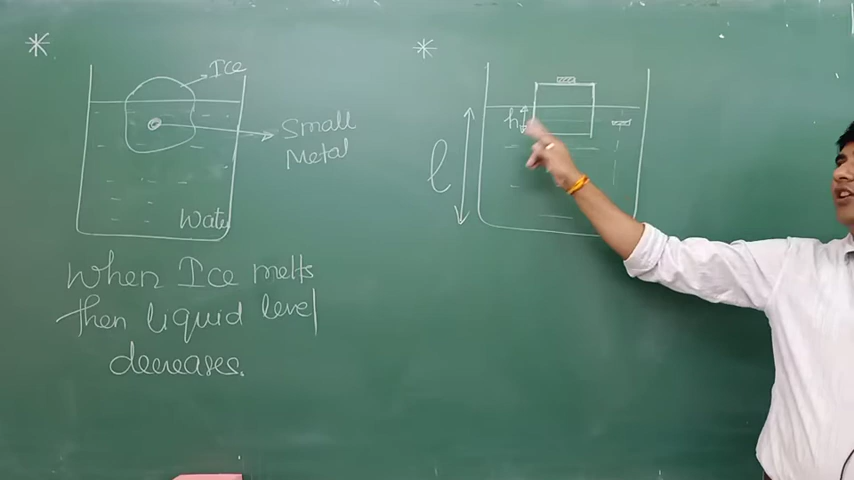 Ice
Small
Metal
Water
When Ice melts
then liquid level
decreases.
h
l